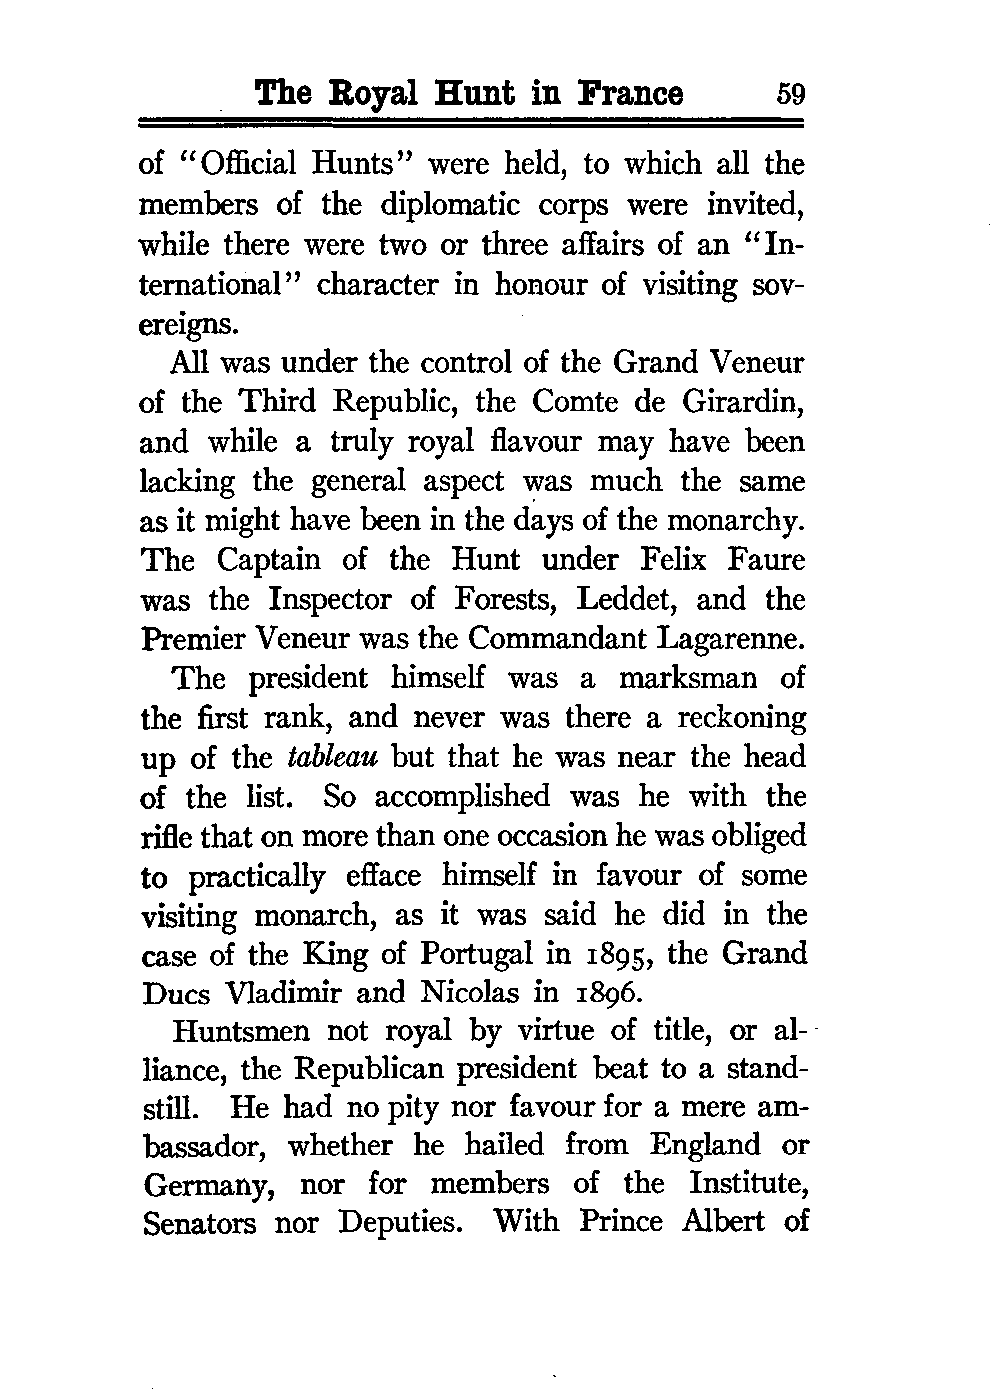 The Royal Hunt in France 59
of "Official Hunts" were held, to which all the
members of the diplomatic corps were invited,
while there were two or three affairs of an "In-
ternational" character in honour of visiting sov-
ereigns.
All was under the control of the Grand Veneur
of the Third Republic, the Comte de Girardin,
and while a truly royal flavour may have been
lacking the general aspect was much the same
as it might have been in the days of the monarchy.
The Captain of the Hunt under Felix Faure
was the Inspector of Forests, Leddet, and the
Premier Veneur was the Commandant Lagarenne.
The president himself was a marksman of
the first rank, and never was there a reckoning
up of the tableau but that he was near the head
of the list. So accomplished was he with the
rifle that on more than one occasion he was obliged
to practically efface himself in favour of some
visiting monarch, as it was said he did in the
case of the King of Portugal in 1895, the Grand
Ducs Vladimir and Nicolas in 1896.
Huntsmen not royal by virtue of title, or al-
liance, the Republican president beat to a stand-
still. He had no pity nor favour for a mere am-
bassador, whether he hailed from England or
Germany, nor for members of the Institute,
Senators nor Deputies. With Prince Albert of